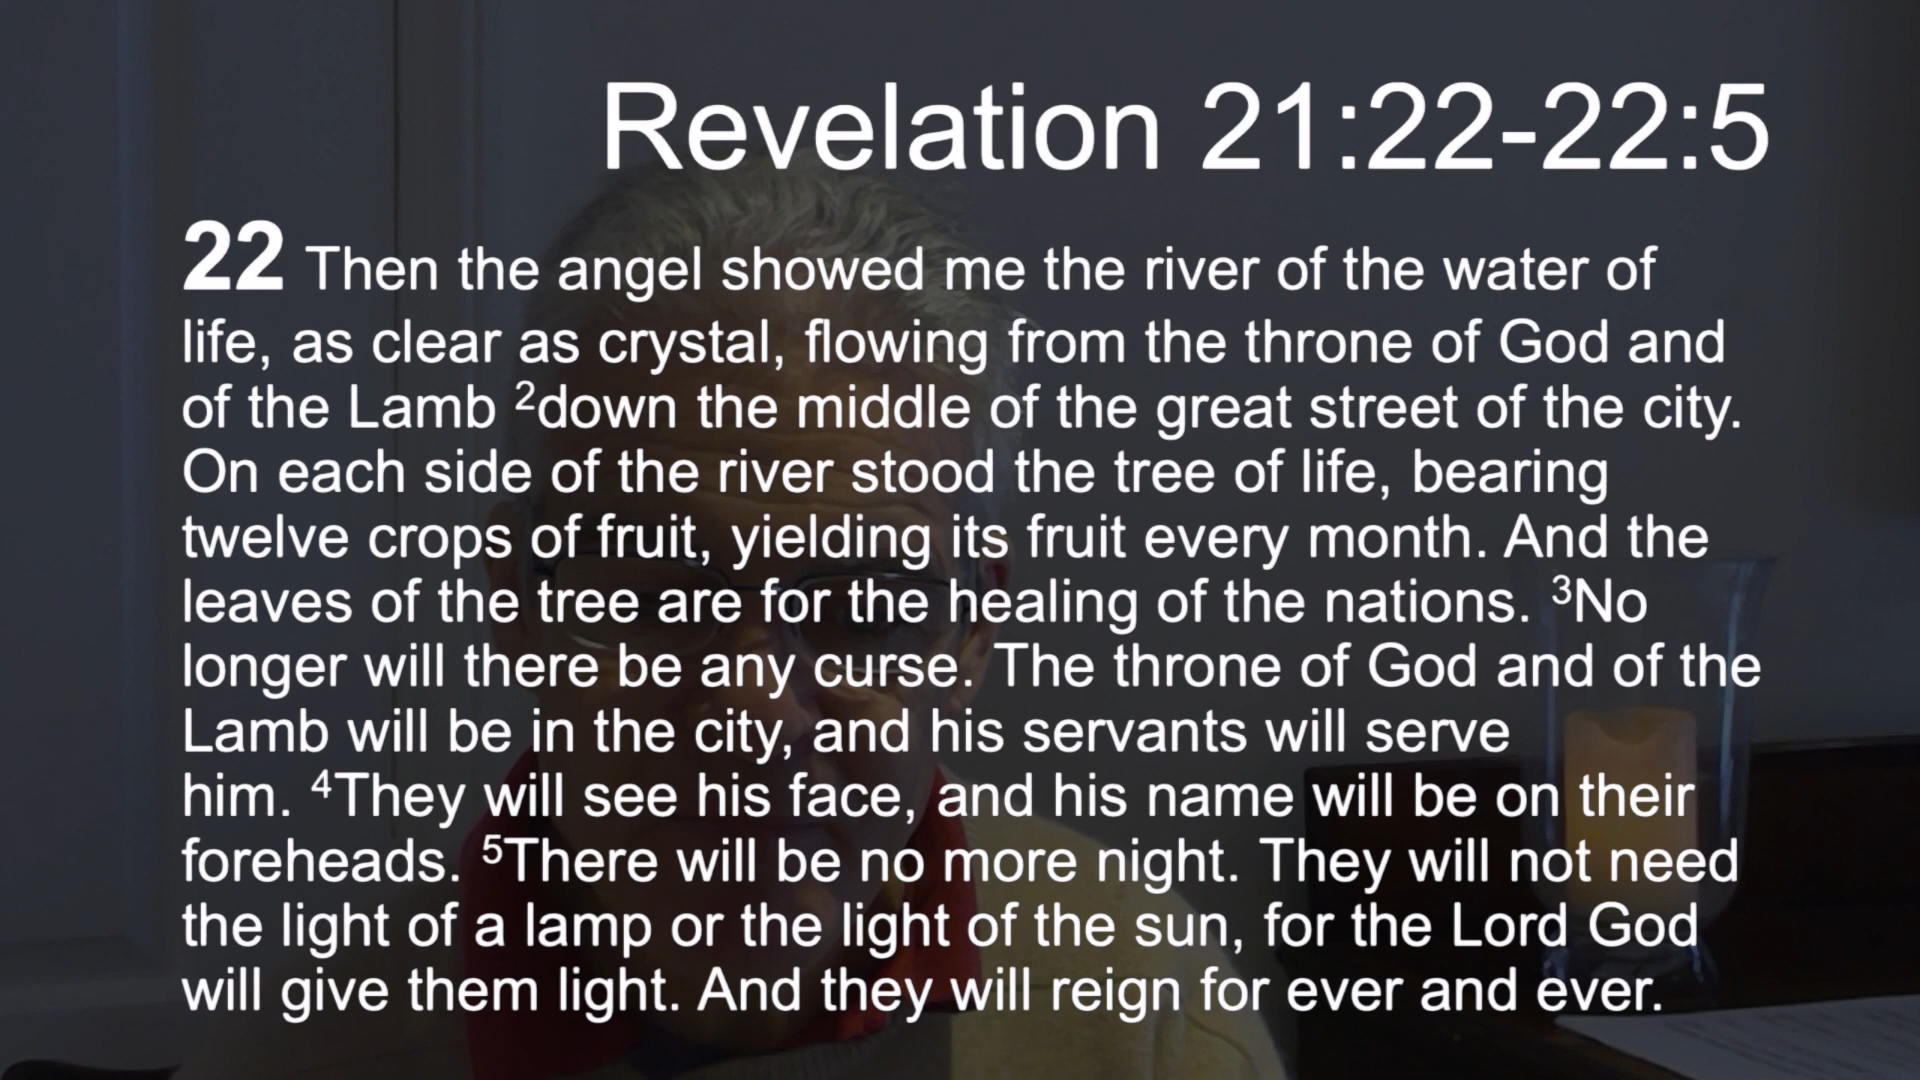 Revelation 21:22-22:5
22 Then the angel showed me the river of the water of
life, as clear as crystal, flowing from the throne of God and
of the Lamb ²down the middle of the great street of the city.
On each side of the river stood the tree of life, bearing
twelve crops of fruit, yielding its fruit every month. And the
leaves of the tree are for the healing of the nations. ³No
longer will there be any curse. The throne of God and of the
Lamb will be in the city, and his servants will serve
him. ⁴They will see his face, and his name will be on their
foreheads. ⁵There will be no more night. They will not need
the light of a lamp or the light of the sun, for the Lord God
will give them light. And they will reign for ever and ever.